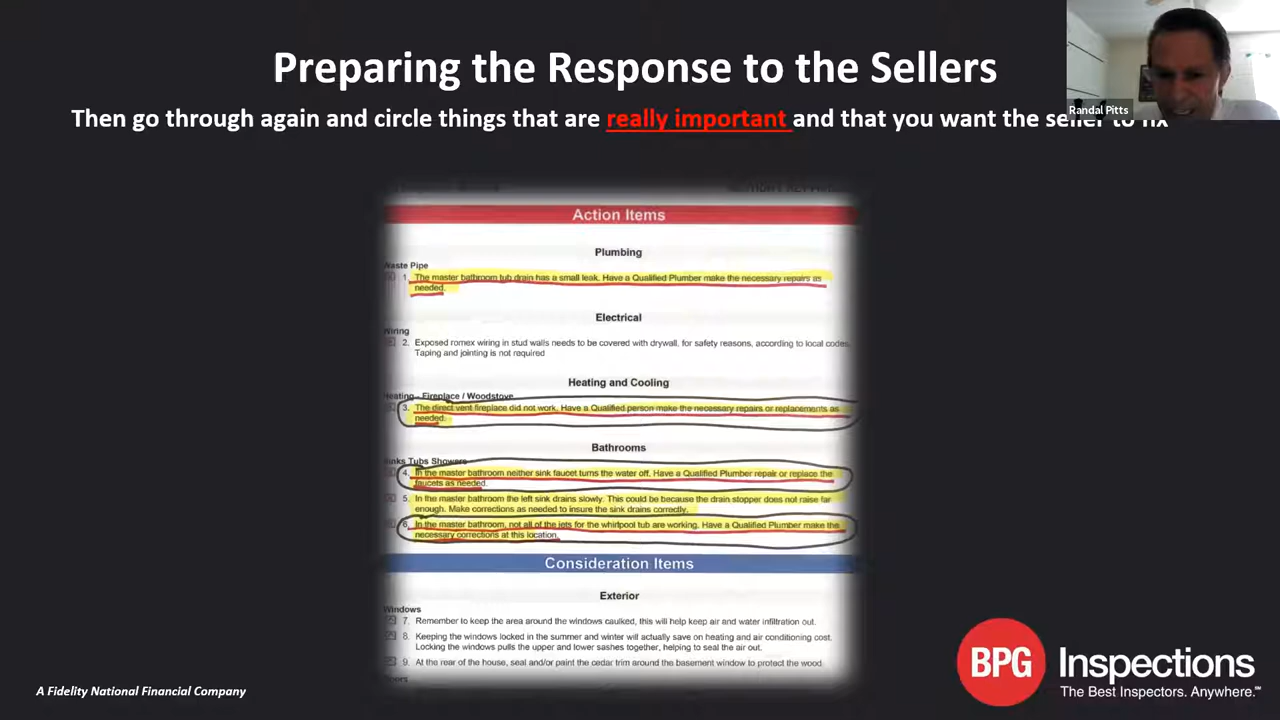 Preparing the Response to the Sellers
Randal Pitts
Then go through again and circle things that are really important and that you want the seller to fix
Action Items
Plumbing
Waste Pipe
1. The master bathroom tub drain has a small leak. Have a Qualified Plumber make the necessary repairs as
needed.
Electrical
Wiring
2. Exposed romex wiring in stud walls needs to be covered with drywall, for safety reasons, according to local codes.
Taping and jointing is not required
Heating and Cooling
Heating - Fireplace / Woodstove
3. The direct vent fireplace did not work. Have a Qualified person make the necessary repairs or replacements as
needed.
Bathrooms
Sinks Tubs Showers
4. In the master bathroom neither sink faucet turns the water off. Have a Qualified Plumber repair or replace the
faucets as needed.
5. In the master bathroom the left sink drains slowly. This could be because the drain stopper does not raise far
enough. Make corrections as needed to insure the sink drains correctly.
6. In the master bathroom, not all of the jets for the whirlpool tub are working. Have a Qualified Plumber make the
necessary corrections at this location.
Consideration Items
Exterior
Windows
7. Remember to keep the area around the windows caulked, this will help keep air and water infiltration out.
8. Keeping the windows locked in the summer and winter will actually save on heating and air conditioning cost.
Locking the windows pulls the upper and lower sashes together, helping to seal the air out.
9. At the rear of the house, seal and/or paint the cedar trim around the basement window to protect the wood.
BPG Inspections
The Best Inspectors. Anywhere.℠
A Fidelity National Financial Company